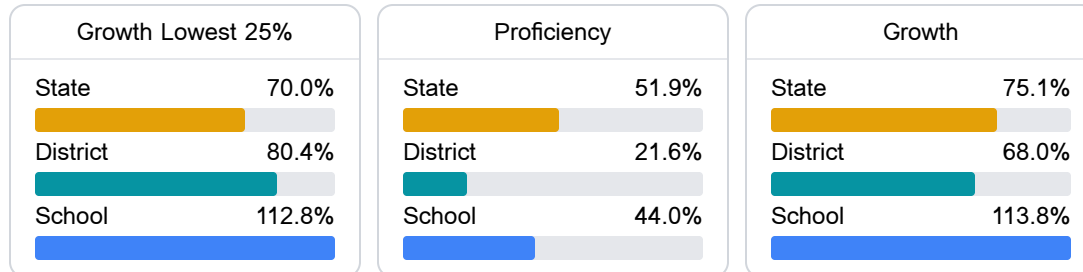 Growth Lowest 25%
State 70.0%
District 80.4%
School 112.8%
Proficiency
State 51.9%
District 21.6%
School 44.0%
Growth
State 75.1%
District 68.0%
School 113.8%